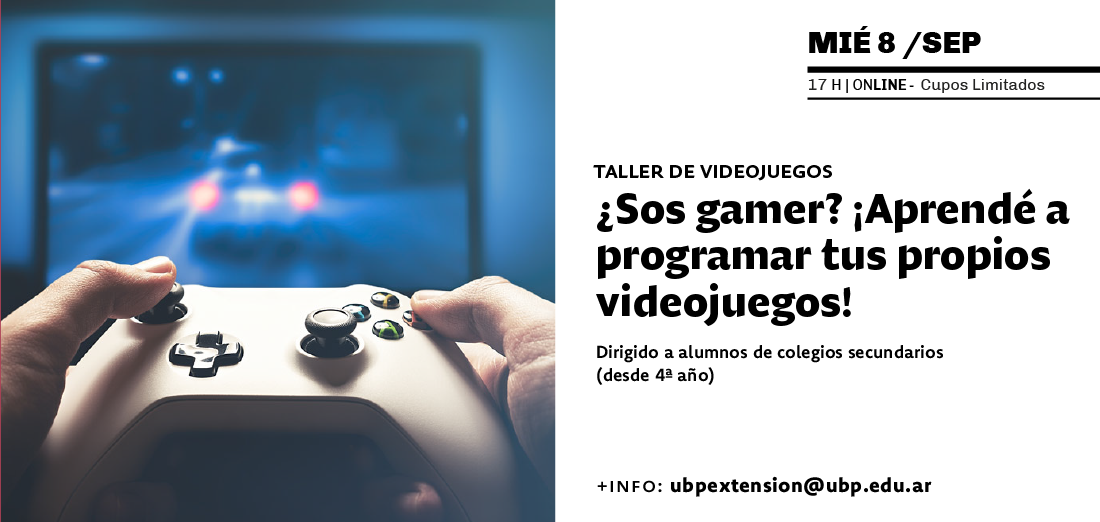 MIÉ 8 /SEP
17 H | ONLINE - Cupos Limitados
TALLER DE VIDEOJUEGOS
¿Sos gamer? ¡Aprendé a
programar tus propios
videojuegos!
Dirigido a alumnos de colegios secundarios
(desde 4ª año)
+INFO: ubpextension@ubp.edu.ar